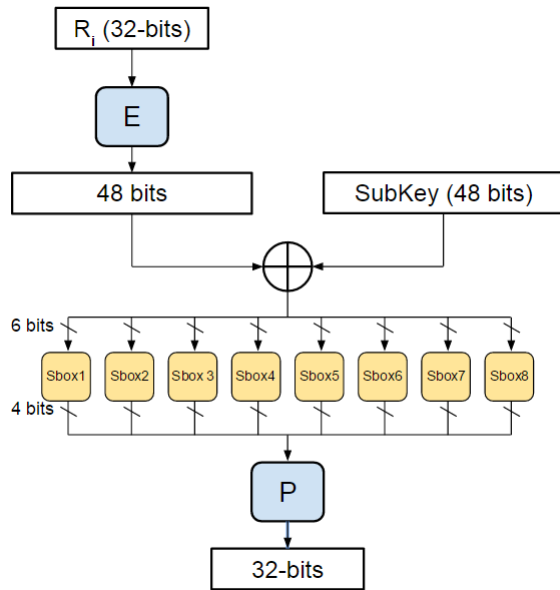 R_i (32-bits)
E
48 bits
SubKey (48 bits)
6 bits
Sbox1 Sbox2 Sbox 3 Sbox4 Sbox5 Sbox6 Sbox7 Sbox8
4 bits
P
32-bits